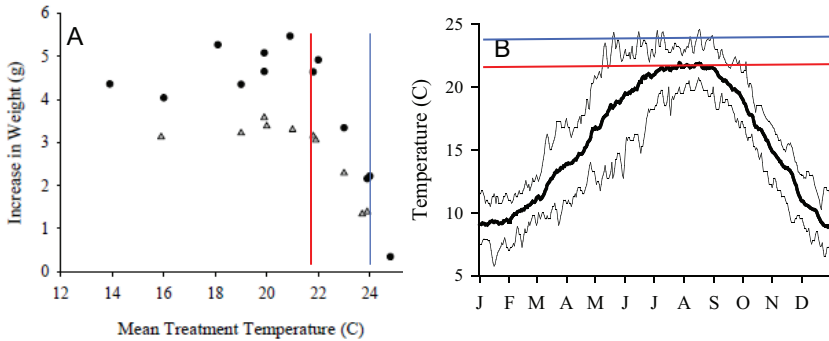 A
6
5
4
3
2
1
0
12 14 16 18 20 22 24
Increase in Weight (g)
Mean Treatment Temperature (C)
B
25
20
15
10
5
J F M A M J J A S O N D
Temperature (C)